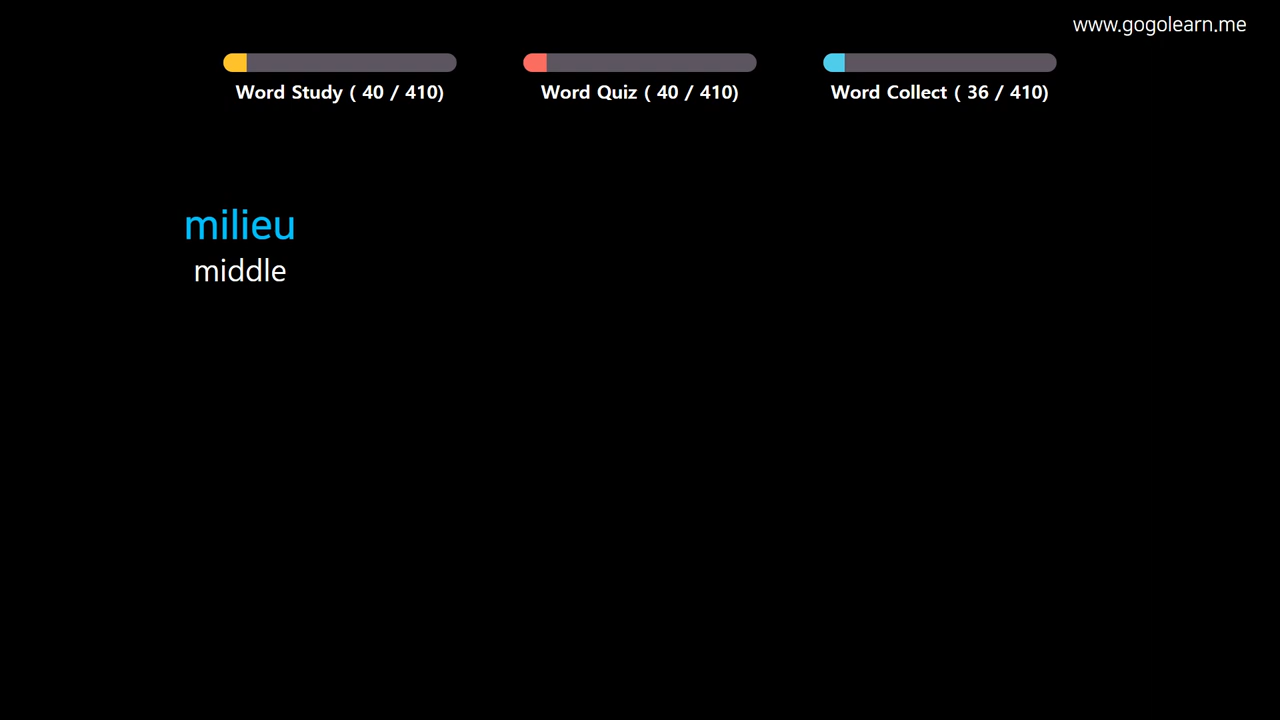 www.gogolearn.me
Word Study ( 40 / 410)
Word Quiz ( 40 / 410)
Word Collect ( 36 / 410)
milieu
middle